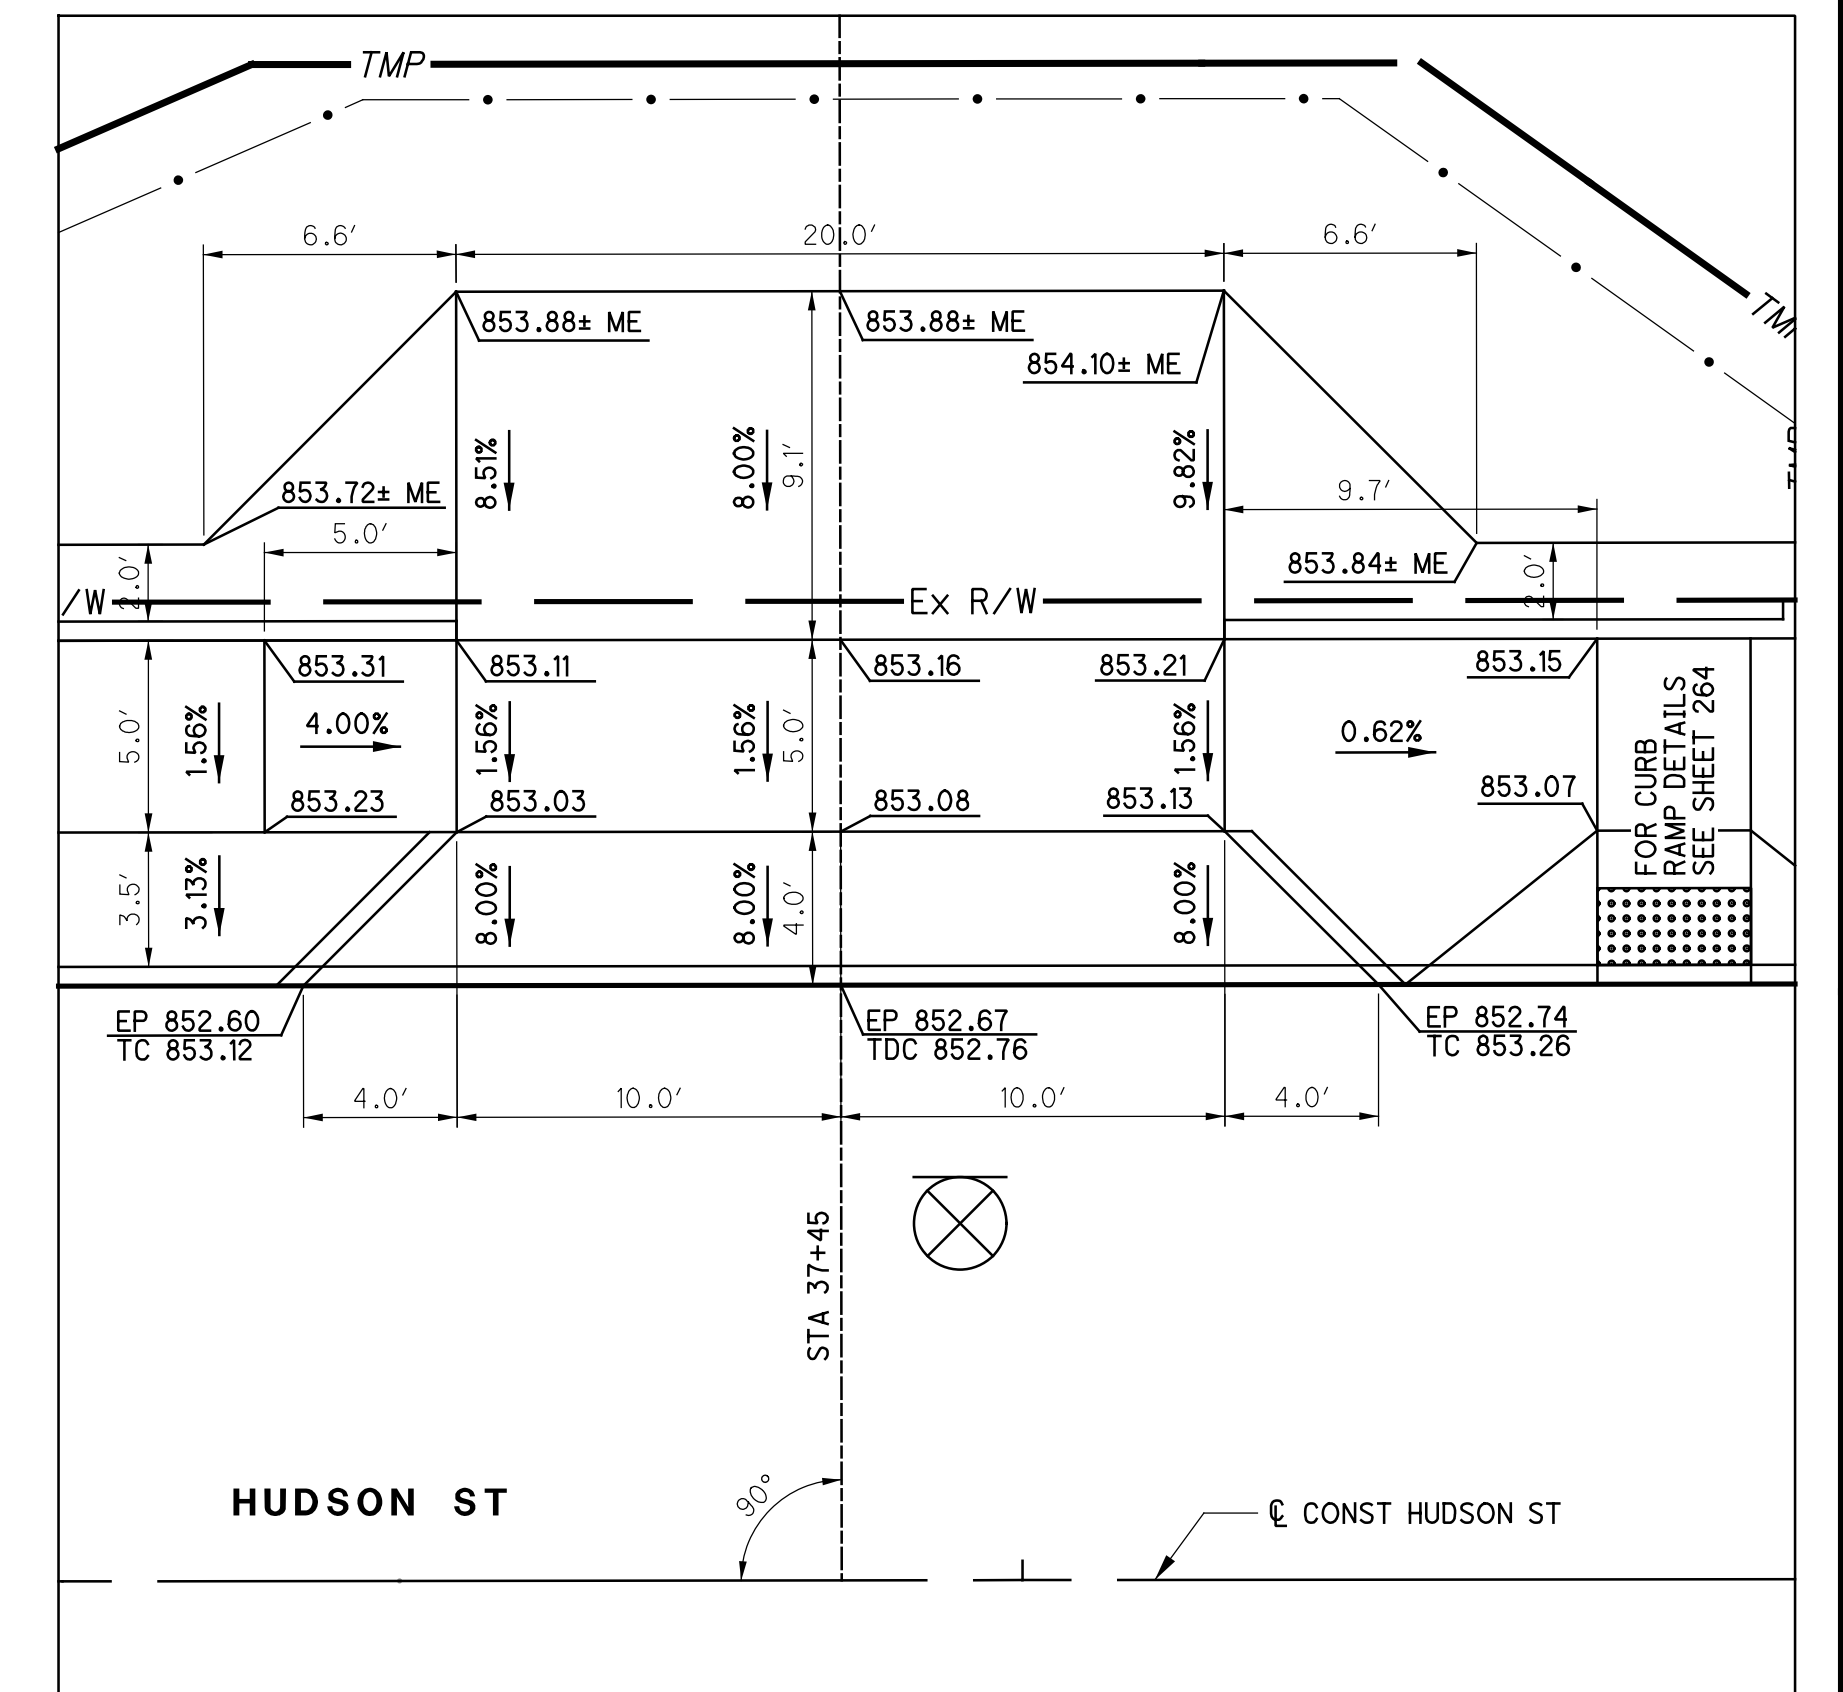 TMP
6.6'
20.0'
6.6'
TMP
853.88± ME
853.88± ME
854.10± ME
8.51%
8.00%
9.1'
9.82%
853.72± ME
5.0'
9.7'
853.84± ME
2.0'
2.0'
/W
Ex R/W
853.31
853.11
853.16
853.21
853.15
5.0'
1.56%
4.00%
1.56%
1.56%
5.0'
1.56%
0.62%
FOR CURB
RAMP DETAILS
SEE SHEET 264
853.23
853.03
853.08
853.13
853.07
3.5'
3.13%
8.00%
8.00%
4.0'
8.00%
EP 852.60
TC 853.12
EP 852.67
TDC 852.76
EP 852.74
TC 853.26
4.0'
10.0'
10.0'
4.0'
STA 37+45
90°
HUDSON ST
℄ CONST HUDSON ST